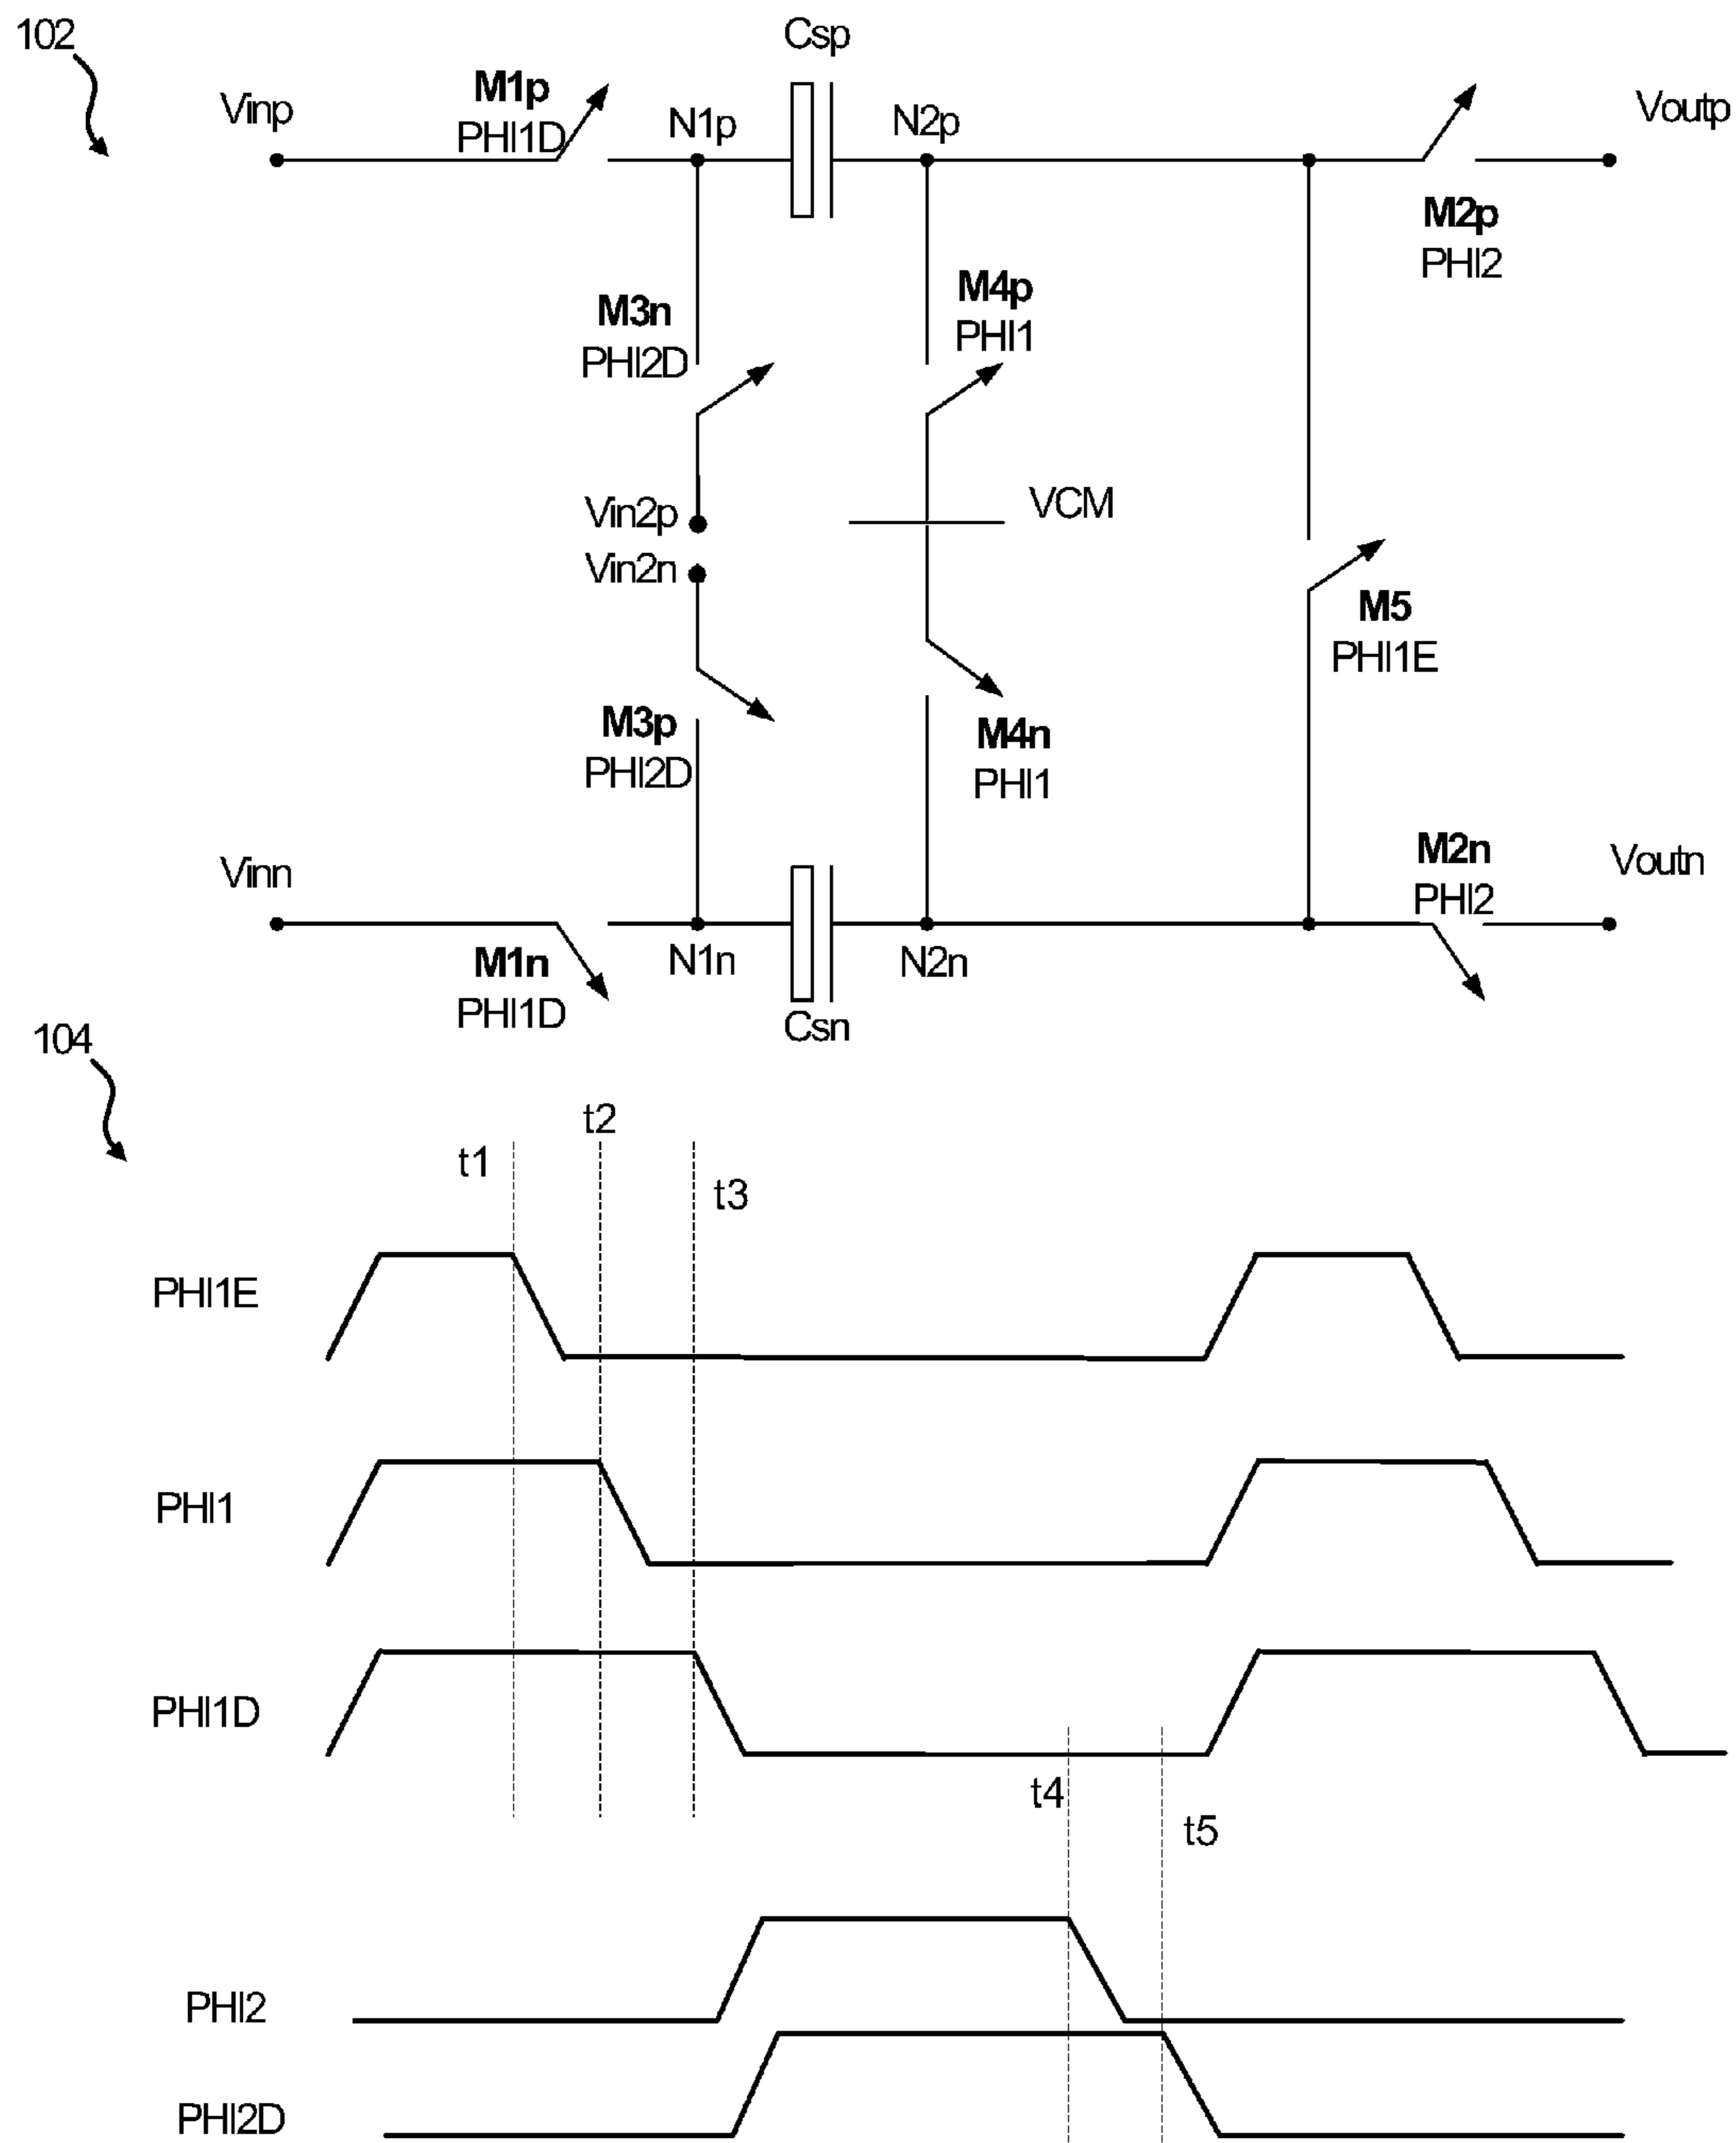 102
Csp
Vinp
M1p
PHI1D
N1p
N2p
Voutp
M2p
PHI2
M3n
PHI2D
M4p
PHI1
Vin2p
VCM
Vin2n
M5
PHI1E
M3p
PHI2D
M4n
PHI1
Vinn
M2n
PHI2
Voutn
M1n
PHI1D
N1n
N2n
Csn
104
t1
t2
t3
PHI1E
PHI1
PHI1D
t4
t5
PHI2
PHI2D